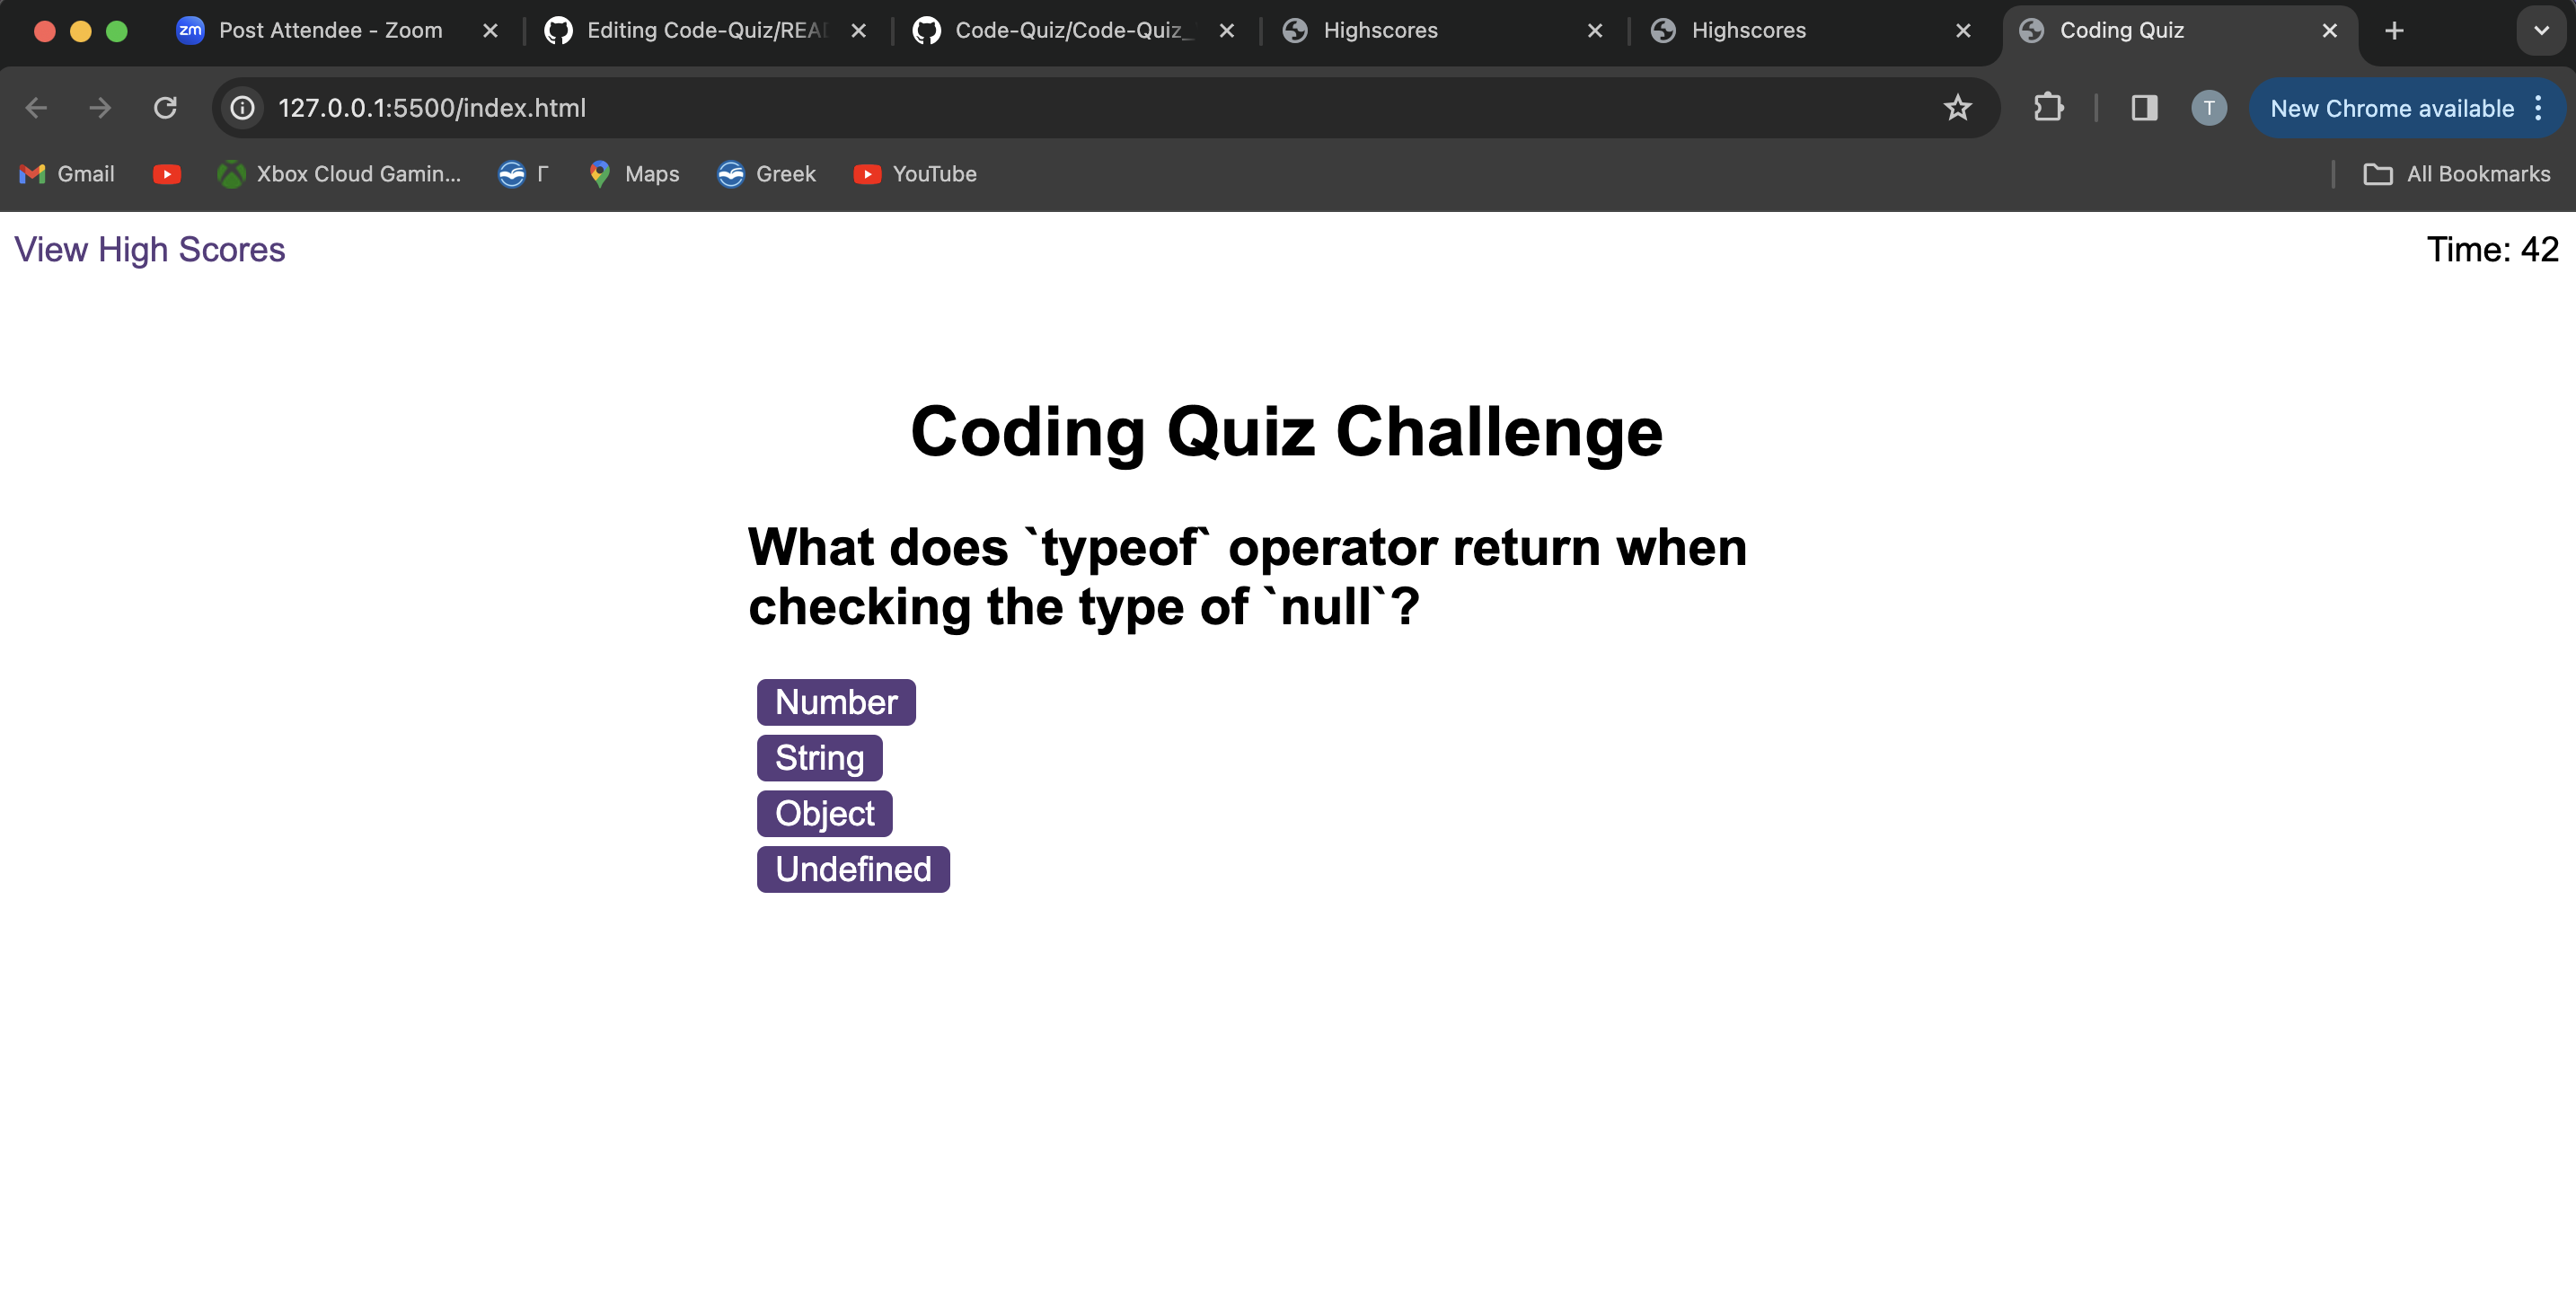 zm Post Attendee - Zoom Editing Code-Quiz/REA Code-Quiz/Code-Quiz_ Highscores Highscores Coding Quiz
127.0.0.1:5500/index.html T New Chrome available
Gmail Xbox Cloud Gamin... Γ Maps Greek YouTube All Bookmarks
View High Scores Time: 42
Coding Quiz Challenge
What does `typeof` operator return when
checking the type of `null`?
Number
String
Object
Undefined